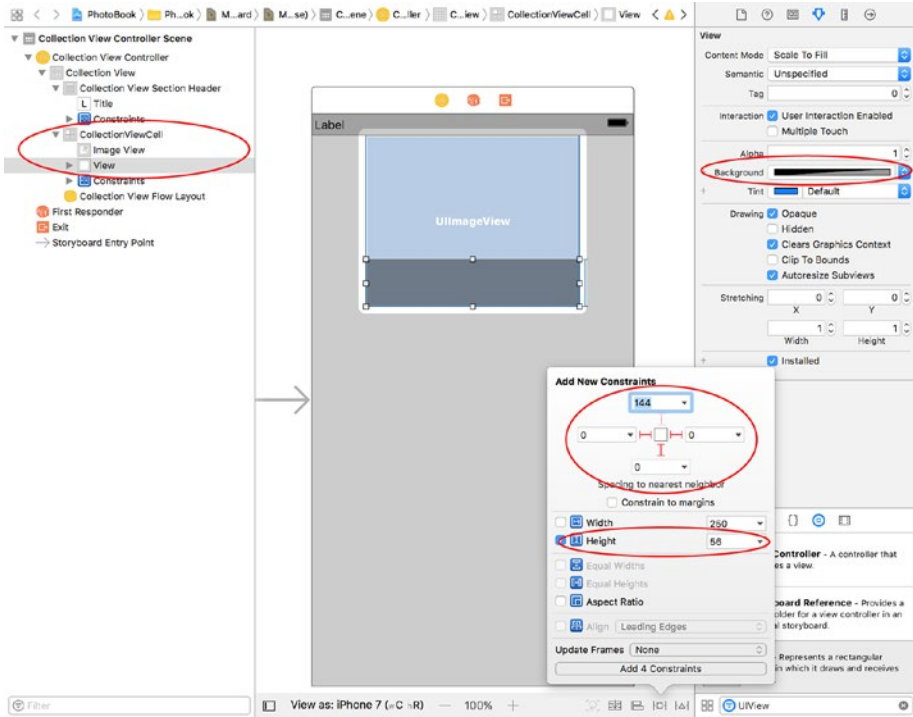 PhotoBook
Ph...ok
M...ard
M...se)
C...ene
C...ller
C...iew
CollectionViewCell
View
Collection View Controller Scene
Collection View Controller
Collection View
Collection View Section Header
L Title
Constraints
CollectionViewCell
Image View
View
Constraints
Collection View Flow Layout
First Responder
Exit
Storyboard Entry Point
Filter
Label
UIImageView
View as: iPhone 7 (wC hR) — 100% +
Add New Constraints
144
0 0
0
Spacing to nearest neighbor
Constrain to margins
Width 250
Height 56
Equal Widths
Equal Heights
Aspect Ratio
Align Leading Edges
Update Frames None
Add 4 Constraints
View
Content Mode Scale To Fill
Semantic Unspecified
Tag 0
Interaction User Interaction Enabled
Multiple Touch
Alpha 1
Background
Tint Default
Drawing Opaque
Hidden
Clears Graphics Context
Clip To Bounds
Autoresize Subviews
Stretching 0 0
X Y
1 1
Width Height
Installed
Controller - A controller that
es a view.
board Reference - Provides a
older for a view controller in an
al storyboard.
- Represents a rectangular
in which it draws and receives
UIView